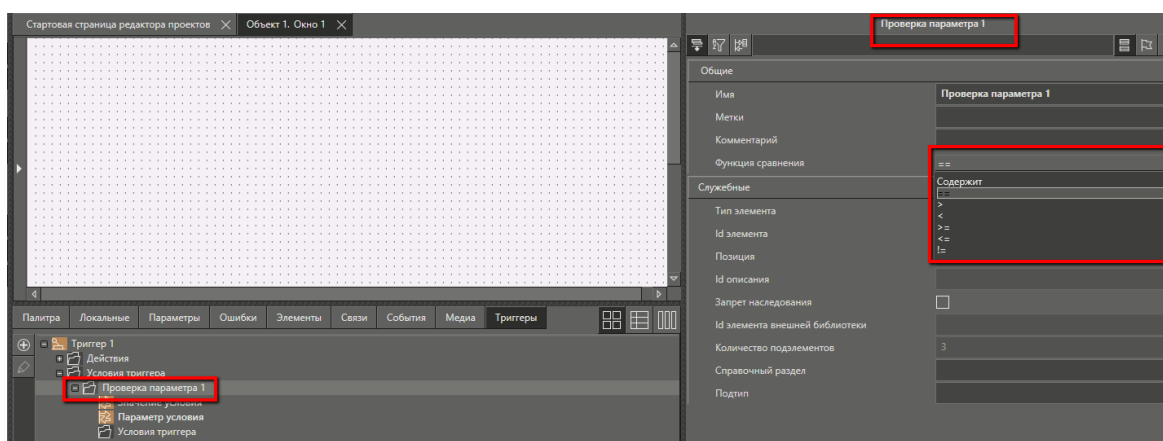 Стартовая страница редактора проектов
Объект 1. Окно 1
Проверка параметра 1
Общие
Имя Проверка параметра 1
Метки
Комментарий
Функция сравнения ==
Содержит
==
>
<
>=
<=
!=
Служебные
Тип элемента
Id элемента
Позиция
Id описания
Запрет наследования
Id элемента внешней библиотеки
Количество подэлементов 3
Справочный раздел
Подтип
Палитра Локальные Параметры Ошибки Элементы Связи События Медиа Триггеры
Триггер 1
Действия
Условия триггера
Проверка параметра 1
Значение условия
Параметр условия
Условия триггера